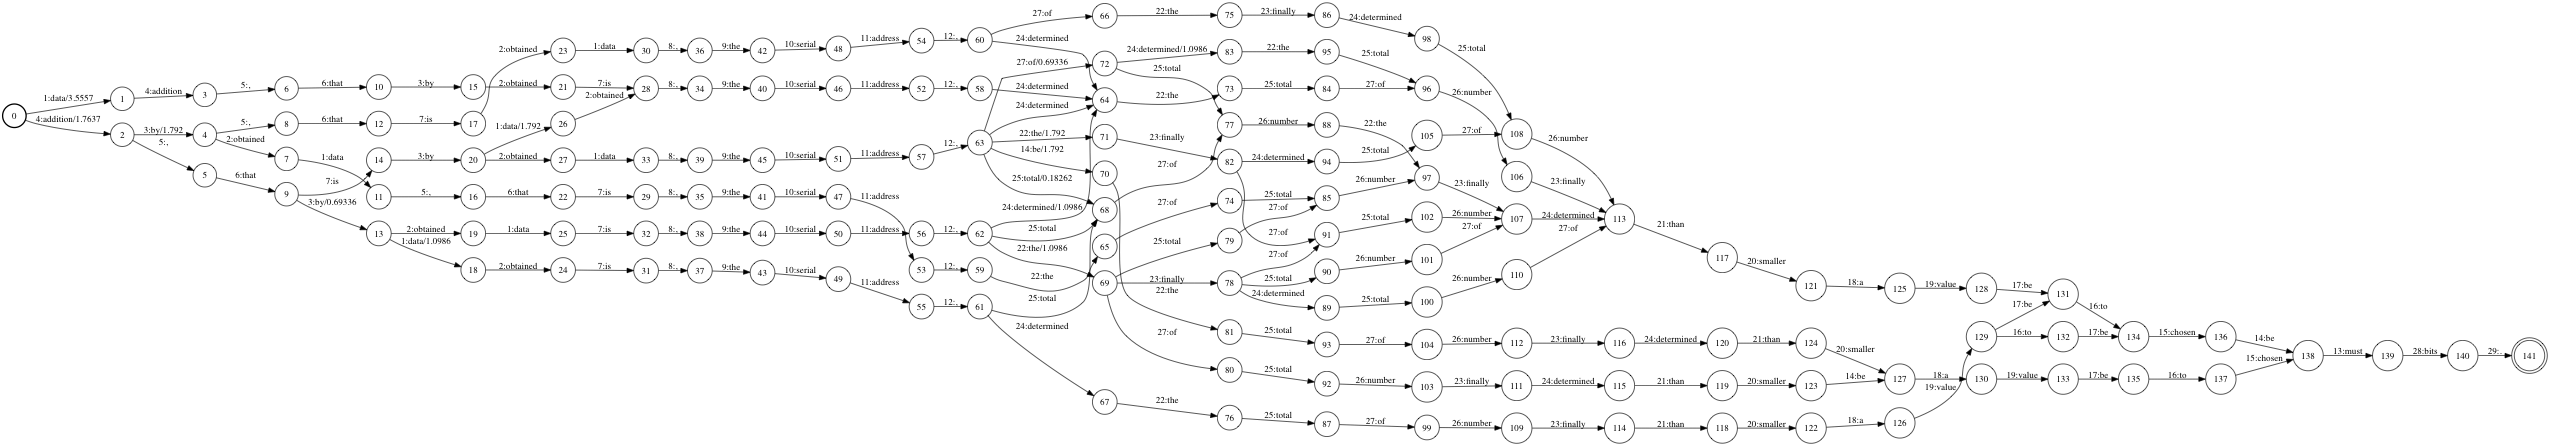 27:of 66 22:the 75 23:finally 86 24:determined
2:obtained 23 1:data 30 8:, 36 9:the 42 10:serial 48 11:address 54 12:, 60 24:determined 98 25:total
27:of/0.69336 72 24:determined/1.0986 83 22:the 95 25:total
25:total
1:data/3.5557 1 4:addition 3 5:, 6 6:that 10 3:by 15 2:obtained 21 7:is 28 8:, 34 9:the 40 10:serial 46 11:address 52 12:, 58 24:determined 73 25:total 84 27:of 96 26:number
2:obtained 24:determined 64 22:the
0 4:addition/1.7637 2 3:by/1.792 4 5:, 8 6:that 12 7:is 17 1:data/1.792 26 77 26:number 88 22:the 105 27:of 108 26:number
5:, 2:obtained 7 1:data 14 3:by 20 2:obtained 27 1:data 33 8:, 39 9:the 45 10:serial 51 11:address 57 12:, 63 22:the/1.792 71 23:finally 82 24:determined 94 25:total
14:be/1.792 70 27:of
5 6:that 9 7:is 25:total/0.18262 97 23:finally 106 23:finally
3:by/0.69336 11 5:, 16 6:that 22 7:is 29 8:, 35 9:the 41 10:serial 47 11:address 27:of 74 25:total 85 26:number
24:determined/1.0986 68 27:of
13 2:obtained 19 1:data 25 7:is 32 8:, 38 9:the 44 10:serial 50 11:address 56 12:, 62 25:total 25:total 79 91 25:total 102 26:number 107 24:determined 113 21:than
1:data/1.0986 22:the/1.0986 65 27:of 27:of
18 2:obtained 24 7:is 31 8:, 37 9:the 43 10:serial 49 11:address 53 12:, 59 22:the 69 23:finally 78 25:total 90 26:number 101 27:of 117 20:smaller
55 12:, 61 25:total 22:the 24:determined 89 25:total 100 26:number 110 121 18:a 125 19:value 128 17:be 131 16:to
24:determined 27:of 81 25:total 17:be
93 27:of 104 26:number 112 23:finally 116 24:determined 120 21:than 124 20:smaller 129 16:to 132 17:be 134 15:chosen 136 14:be
15:chosen 138 13:must 139 28:bits 140 29:. 141
80 25:total 92 26:number 103 23:finally 111 24:determined 115 21:than 119 20:smaller 123 14:be 127 18:a 130 19:value 133 17:be 135 16:to 137
19:value
67 22:the 76 25:total 87 27:of 99 26:number 109 23:finally 114 21:than 118 20:smaller 122 18:a 126